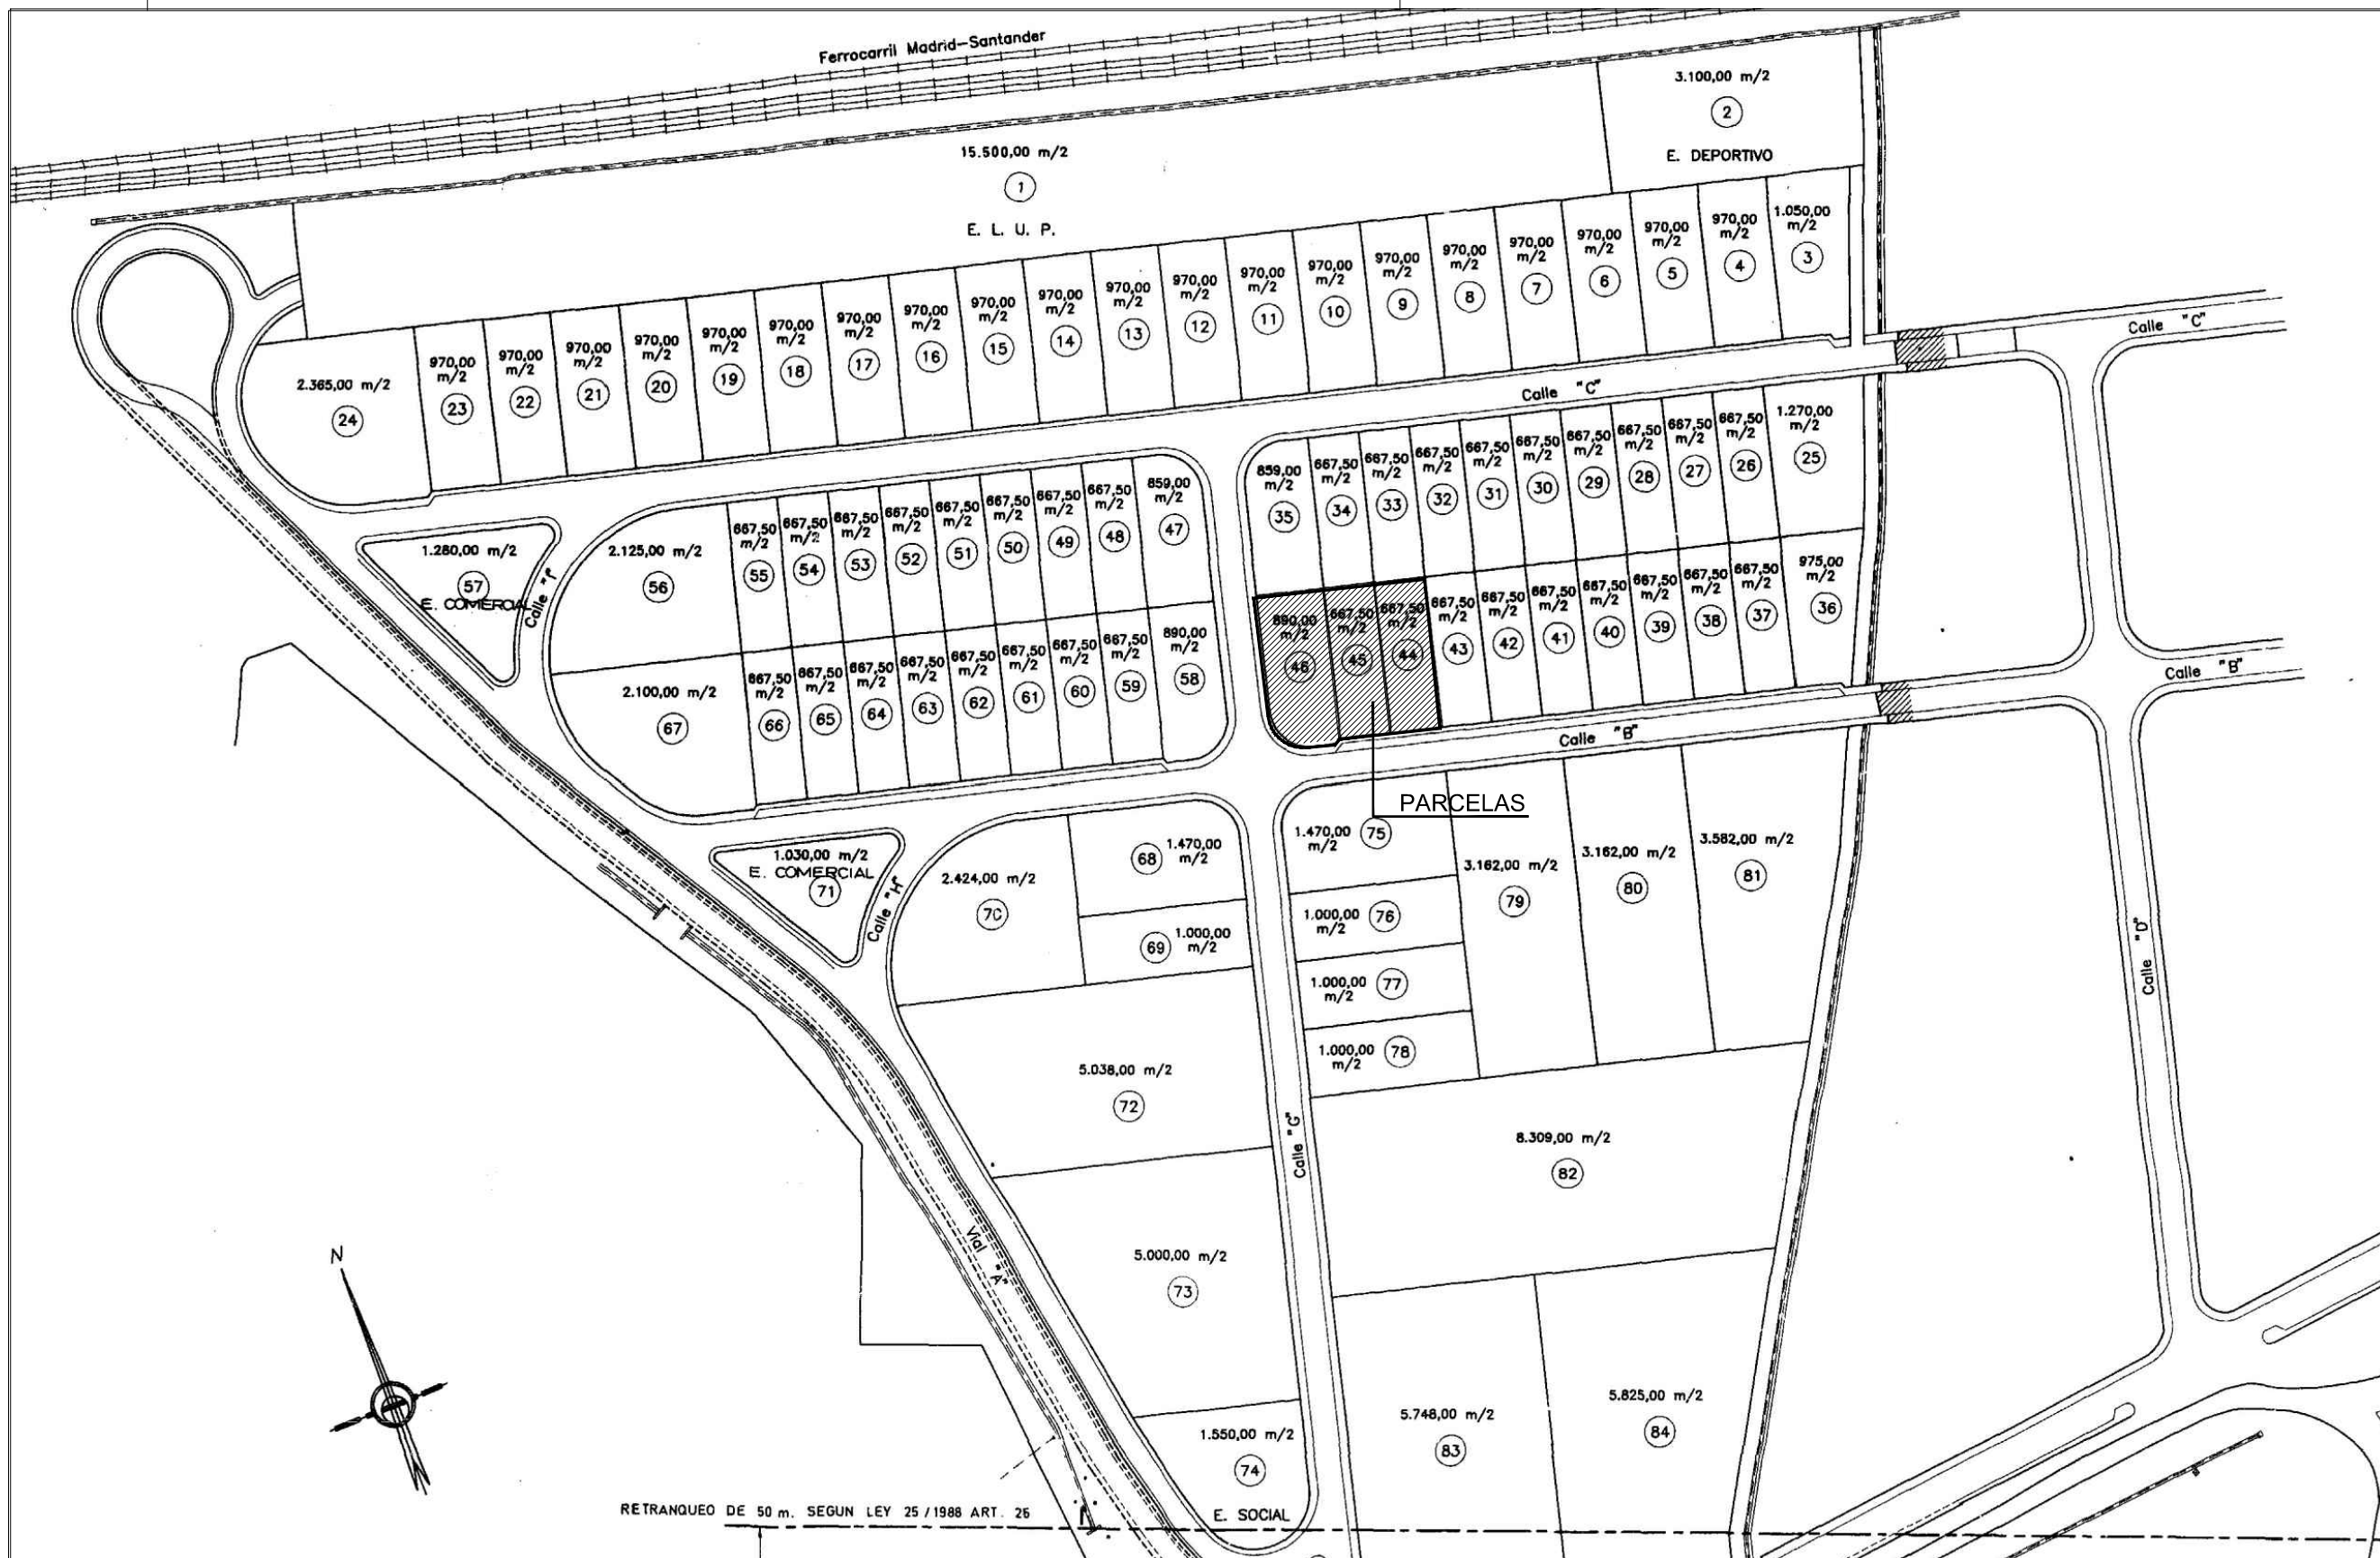 Ferrocarril Madrid-Santander
3.100,00 m/2
2
E. DEPORTIVO
15.500,00 m/2
1
E. L. U. P.
1.050,00
m/2
3
970,00
m/2
4
970,00
m/2
5
970,00
m/2
6
970,00
m/2
7
970,00
m/2
8
970,00
m/2
9
970,00
m/2
10
970,00
m/2
11
970,00
m/2
12
970,00
m/2
13
970,00
m/2
14
970,00
m/2
15
970,00
m/2
16
970,00
m/2
17
970,00
m/2
18
970,00
m/2
19
970,00
m/2
20
970,00
m/2
21
970,00
m/2
22
970,00
m/2
23
2.365,00 m/2
24
Calle "C"
Calle "C"
859,00
m/2
35
667,50
m/2
34
667,50
m/2
33
667,50
m/2
32
667,50
m/2
31
667,50
m/2
30
667,50
m/2
29
667,50
m/2
28
667,50
m/2
27
667,50
m/2
26
1.270,00
m/2
25
1.280,00 m/2
57
E. COMERCIAL
Calle "I"
2.125,00 m/2
56
667,50
m/2
55
667,50
m/2
54
667,50
m/2
53
667,50
m/2
52
667,50
m/2
51
667,50
m/2
50
667,50
m/2
49
667,50
m/2
48
859,00
m/2
47
890,00
m/2
46
667,50
m/2
45
667,50
m/2
44
667,50
m/2
43
667,50
m/2
42
667,50
m/2
41
667,50
m/2
40
667,50
m/2
39
667,50
m/2
38
667,50
m/2
37
975,00
m/2
36
2.100,00 m/2
67
667,50
m/2
66
667,50
m/2
65
667,50
m/2
64
667,50
m/2
63
667,50
m/2
62
667,50
m/2
61
667,50
m/2
60
667,50
m/2
59
890,00
m/2
58
Calle "B"
Calle "B"
PARCELAS
1.030,00 m/2
E. COMERCIAL
71
Calle "H"
2.424,00 m/2
70
68
1.470,00
m/2
69
1.000,00
m/2
1.470,00
m/2
75
1.000,00
m/2
76
1.000,00
m/2
77
1.000,00
m/2
78
3.162,00 m/2
79
3.162,00 m/2
80
3.582,00 m/2
81
Calle "D"
5.038,00 m/2
72
Calle "G"
8.309,00 m/2
82
Vial "A"
5.000,00 m/2
73
N
5.748,00 m/2
83
5.825,00 m/2
84
1.550,00 m/2
74
E. SOCIAL
RETRANQUEO DE 50 m. SEGUN LEY 25 / 1988 ART. 26